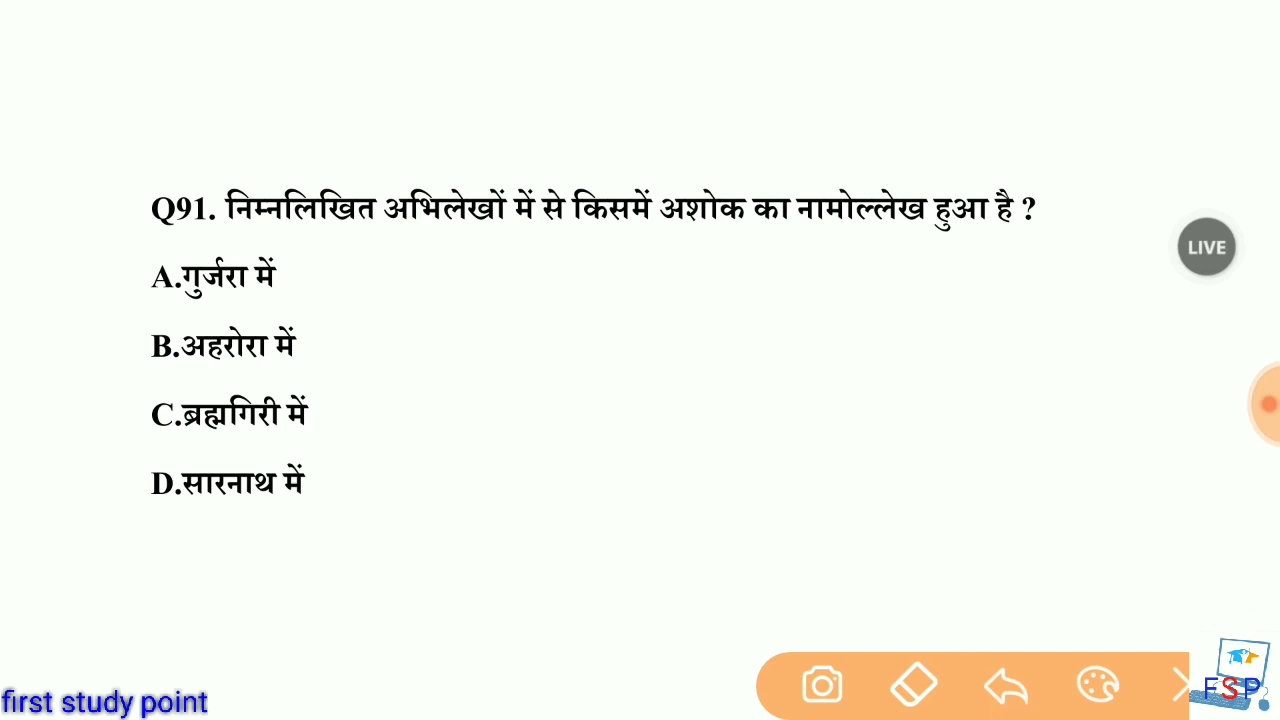 Q91. निम्नलिखित अभिलेखों में से किसमें अशोक का नामोल्लेख हुआ है ?
A.गुर्जरा में
B.अहरोरा में
C.ब्रह्मगिरी में
D.सारनाथ में
LIVE
FSP
first study point